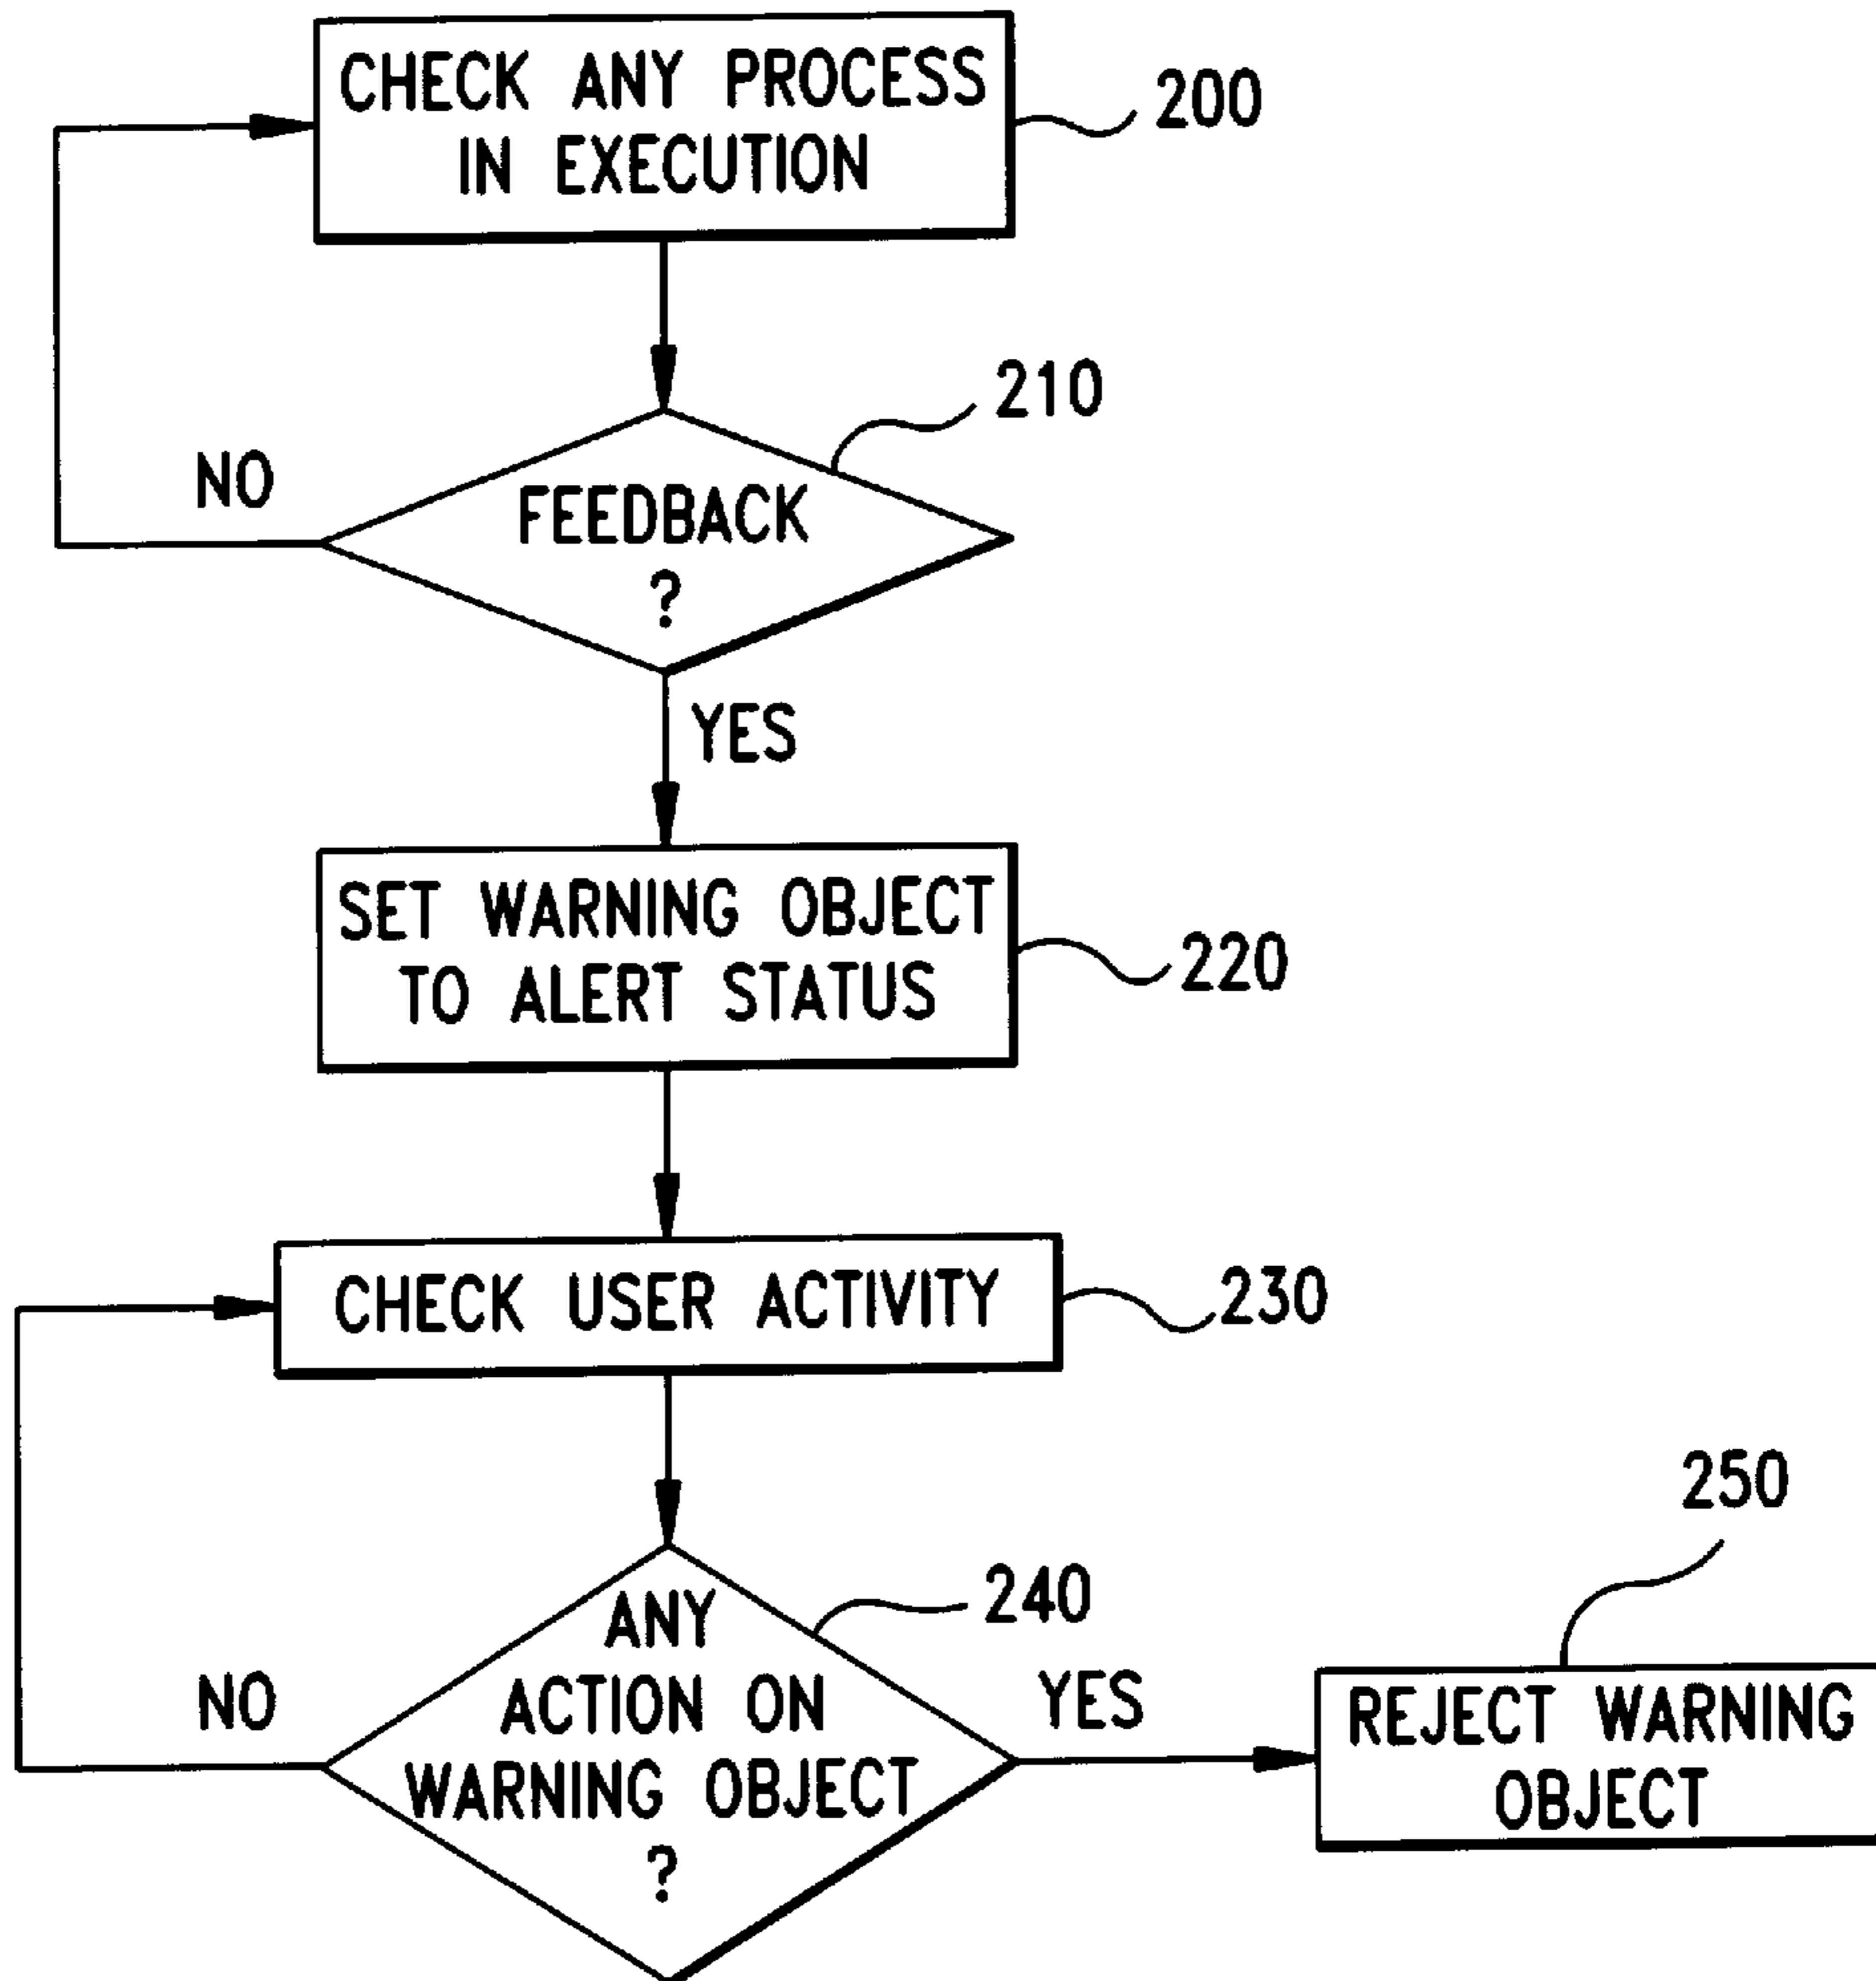 CHECK ANY PROCESS
IN EXECUTION
200
210
NO
FEEDBACK
?
YES
SET WARNING OBJECT
TO ALERT STATUS
220
CHECK USER ACTIVITY
230
250
240
ANY
ACTION ON
WARNING OBJECT
?
NO
YES
REJECT WARNING
OBJECT